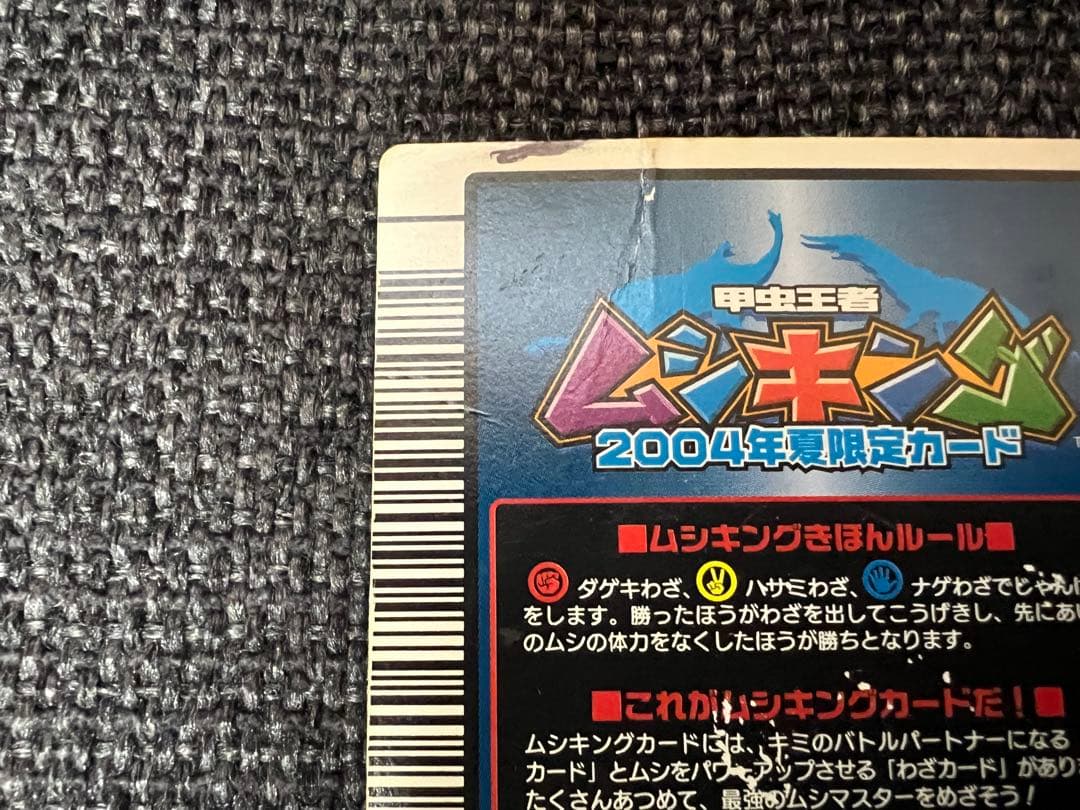 甲虫王者
ムシキング
2004年夏限定カード
■ムシキングきほんルール■
ダゲキわざ、ハサミわざ、ナゲわざでじゃん
をします。勝ったほうがわざを出してこうげきし、先にあ
のムシの体力をなくしたほうが勝ちとなります。
■これがムシキングカードだ!■
ムシキングカードには、キミのバトルパートナーになる
カード」とムシをパワーアップさせる「わざカード」があり
たくさんあつめて、最強のムシマスターをめざそう!